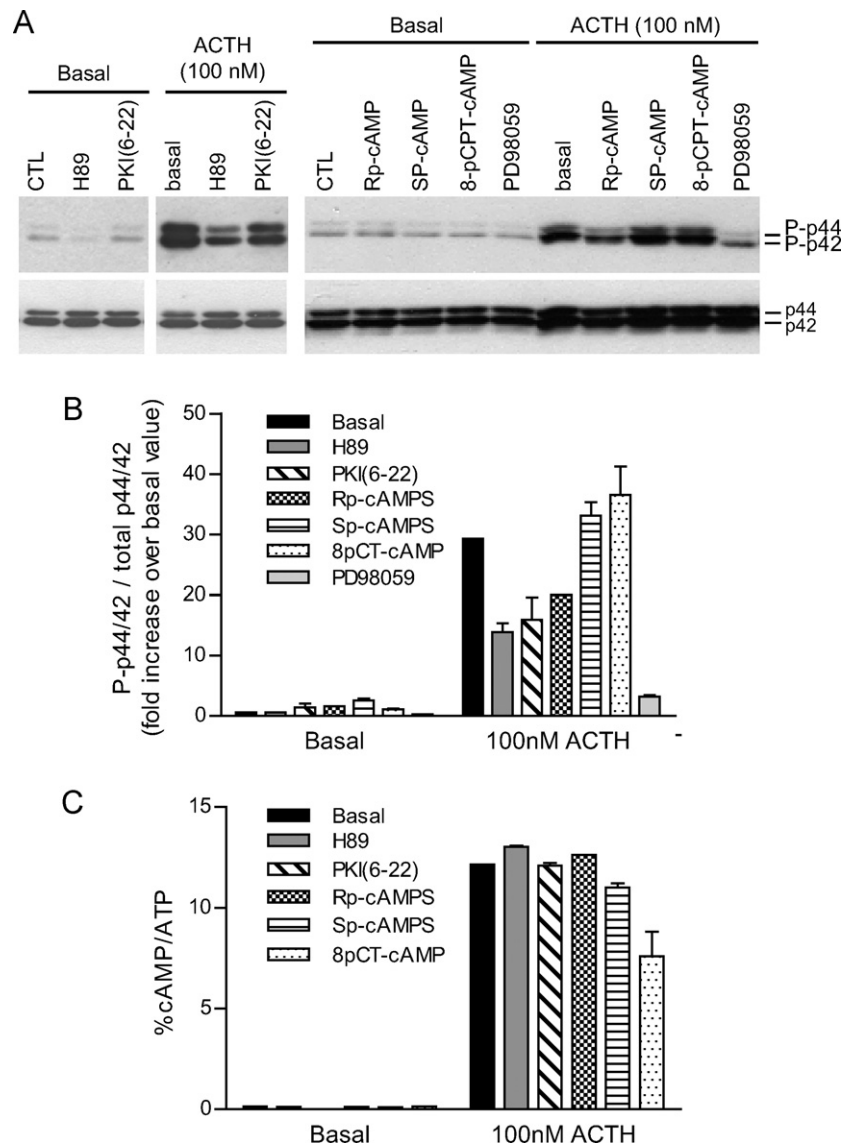 A
Basal
ACTH
(100 nM)
Basal
ACTH (100 nM)
CTL
H89
PKI(6-22)
basal
H89
PKI(6-22)
CTL
Rp-cAMP
SP-cAMP
8-pCPT-cAMP
PD98059
basal
Rp-cAMP
SP-cAMP
8-pCPT-cAMP
PD98059
P-p44
P-p42
p44
p42
B
P-p44/42 / total p44/42
(fold increase over basal value)
50
40
30
20
10
0
Basal
H89
PKI(6-22)
Rp-cAMPS
Sp-cAMPS
8pCT-cAMP
PD98059
Basal
100nM ACTH
-
C
%cAMP/ATP
15
10
5
0
Basal
H89
PKI(6-22)
Rp-cAMPS
Sp-cAMPS
8pCT-cAMP
Basal
100nM ACTH